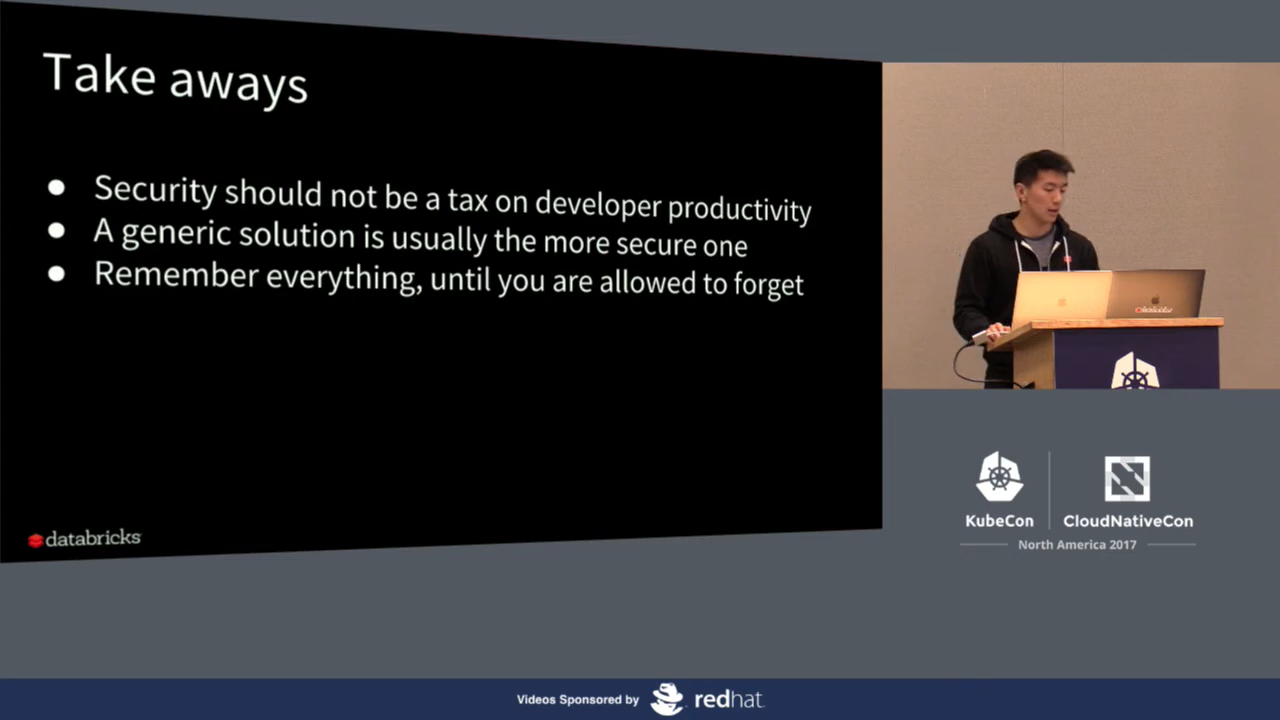 Take aways
Security should not be a tax on developer productivity
A generic solution is usually the more secure one
Remember everything, until you are allowed to forget
databricks
KubeCon
CloudNativeCon
North America 2017
Videos Sponsored by
redhat